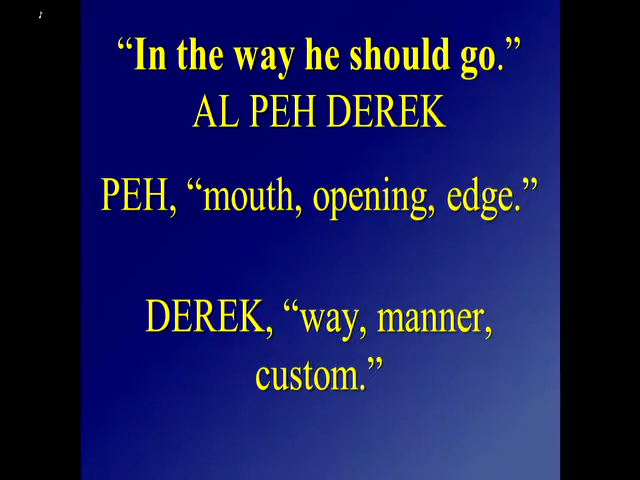 “In the way he should go.”
AL PEH DEREK
PEH, “mouth, opening, edge.”
DEREK, “way, manner,
custom.”